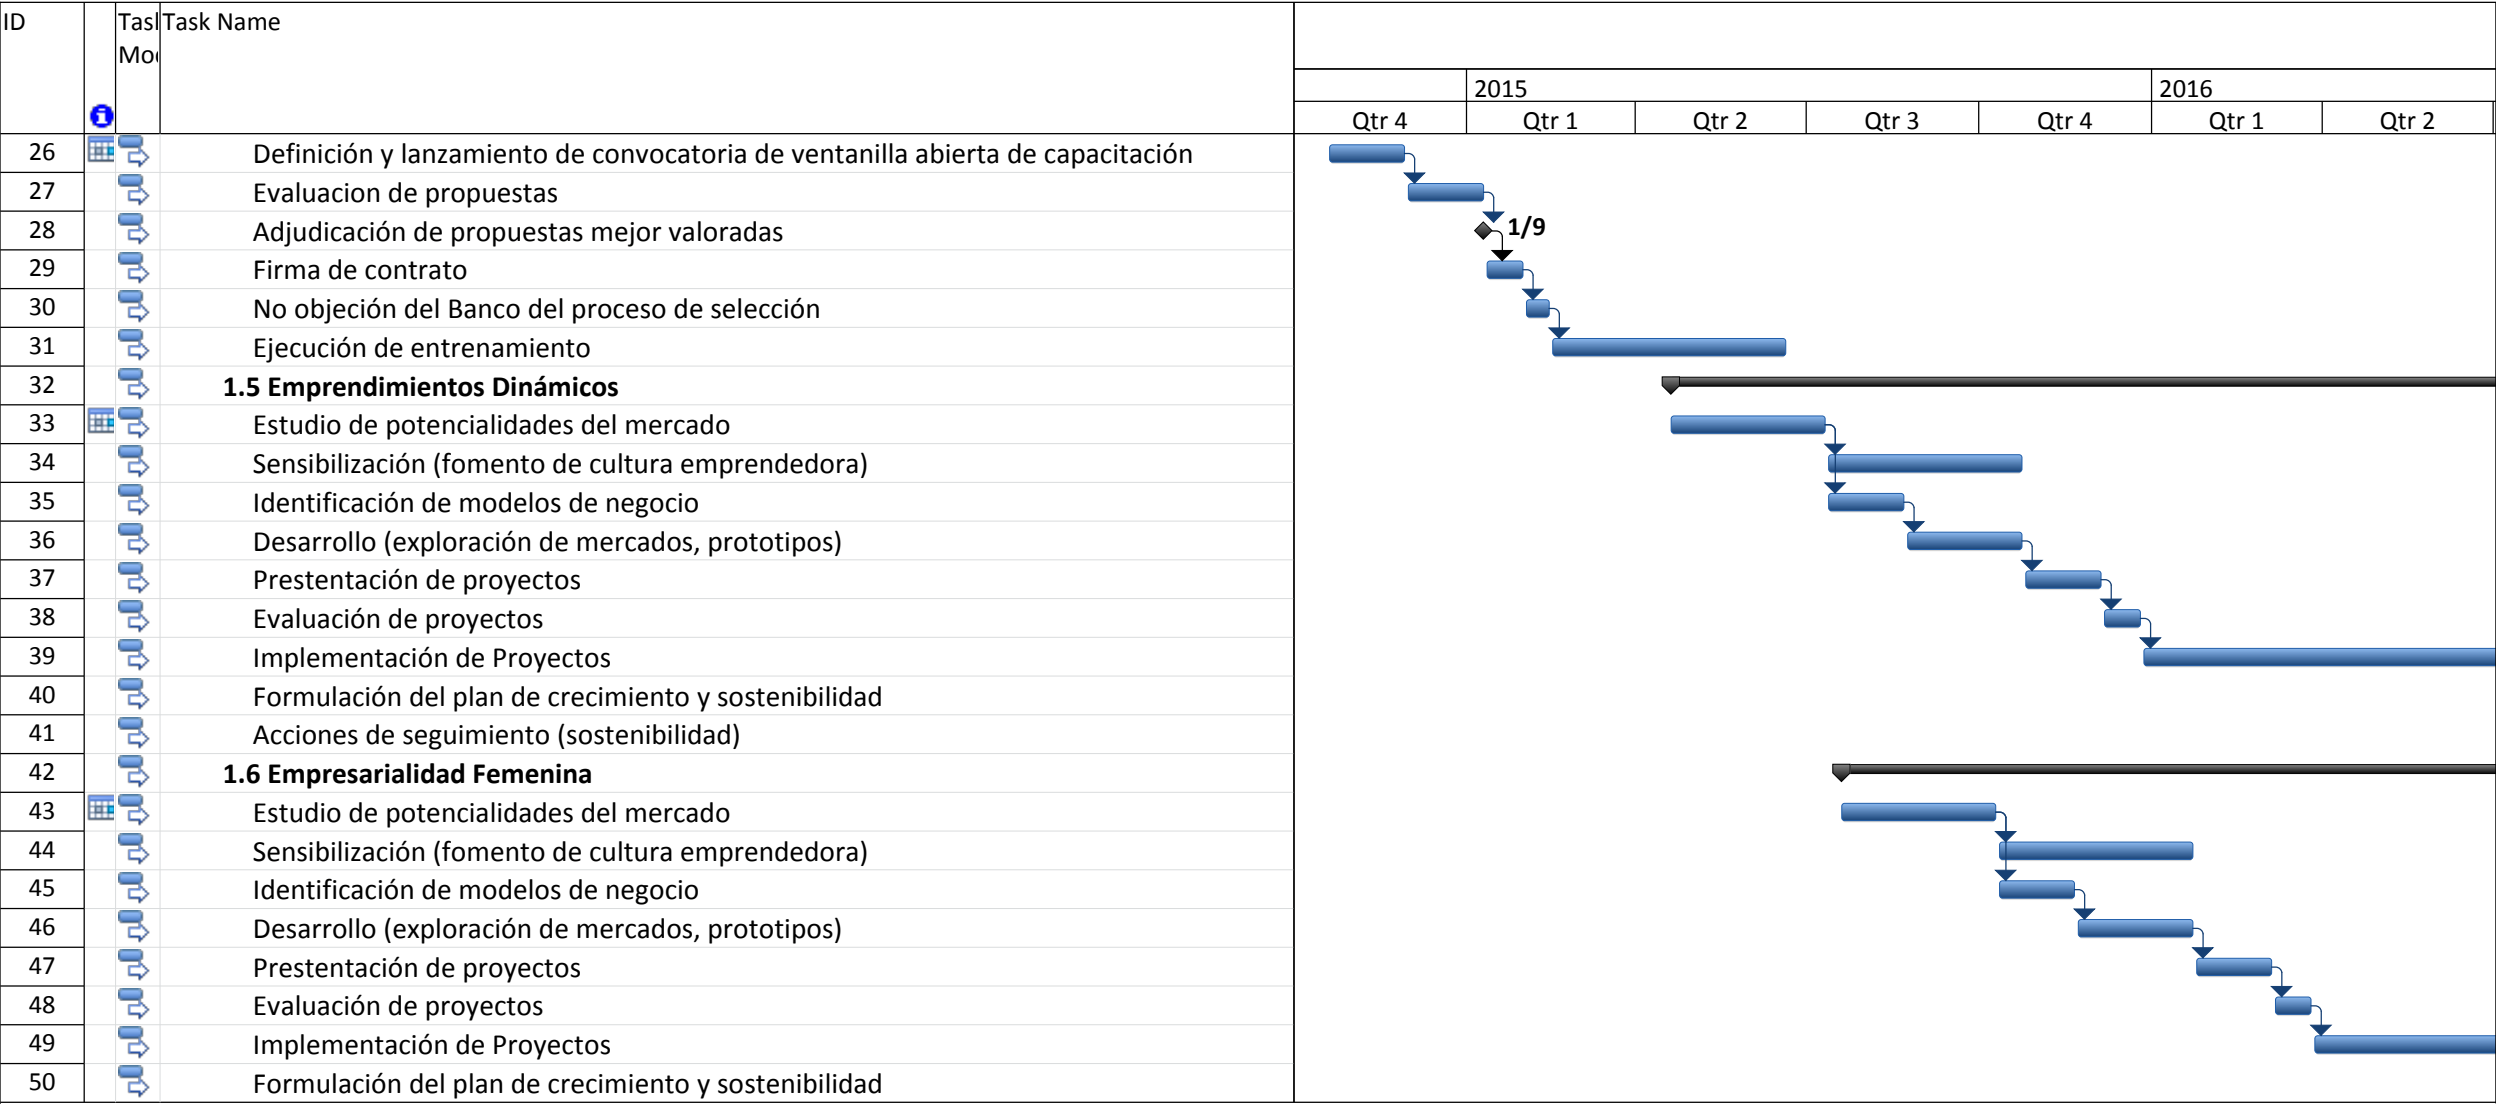 ID
Task Name
2015
2016
Qtr 4 Qtr 1 Qtr 2 Qtr 3 Qtr 4 Qtr 1 Qtr 2
26 Definición y lanzamiento de convocatoria de ventanilla abierta de capacitación
27 Evaluacion de propuestas
28 Adjudicación de propuestas mejor valoradas 1/9
29 Firma de contrato
30 No objeción del Banco del proceso de selección
31 Ejecución de entrenamiento
32 1.5 Emprendimientos Dinámicos
33 Estudio de potencialidades del mercado
34 Sensibilización (fomento de cultura emprendedora)
35 Identificación de modelos de negocio
36 Desarrollo (exploración de mercados, prototipos)
37 Prestentación de proyectos
38 Evaluación de proyectos
39 Implementación de Proyectos
40 Formulación del plan de crecimiento y sostenibilidad
41 Acciones de seguimiento (sostenibilidad)
42 1.6 Empresarialidad Femenina
43 Estudio de potencialidades del mercado
44 Sensibilización (fomento de cultura emprendedora)
45 Identificación de modelos de negocio
46 Desarrollo (exploración de mercados, prototipos)
47 Prestentación de proyectos
48 Evaluación de proyectos
49 Implementación de Proyectos
50 Formulación del plan de crecimiento y sostenibilidad